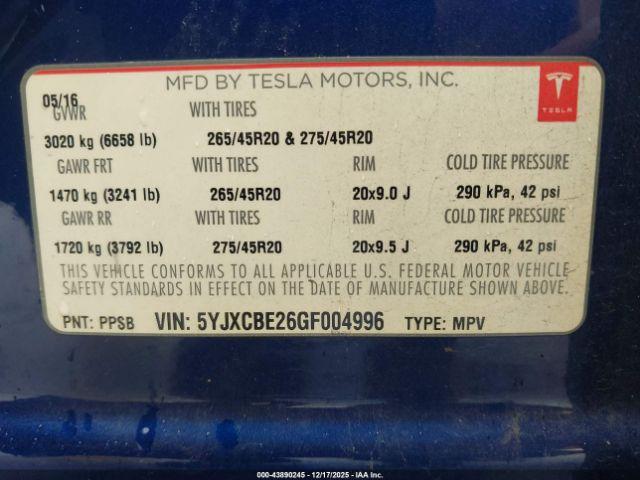 MFD BY TESLA MOTORS, INC.
TESLA
05/16
GVWR WITH TIRES
3020 kg (6658 lb) 265/45R20 & 275/45R20
GAWR FRT WITH TIRES RIM COLD TIRE PRESSURE
1470 kg (3241 lb) 265/45R20 20x9.0 J 290 kPa, 42 psi
GAWR RR WITH TIRES RIM COLD TIRE PRESSURE
1720 kg (3792 lb) 275/45R20 20x9.5 J 290 kPa, 42 psi
THIS VEHICLE CONFORMS TO ALL APPLICABLE U.S. FEDERAL MOTOR VEHICLE
SAFETY STANDARDS IN EFFECT ON THE DATE OF MANUFACTURE SHOWN ABOVE.
PNT: PPSB VIN: 5YJXCBE26GF004996 TYPE: MPV
000-43890245 - 12/17/2025 - IAAI.COM